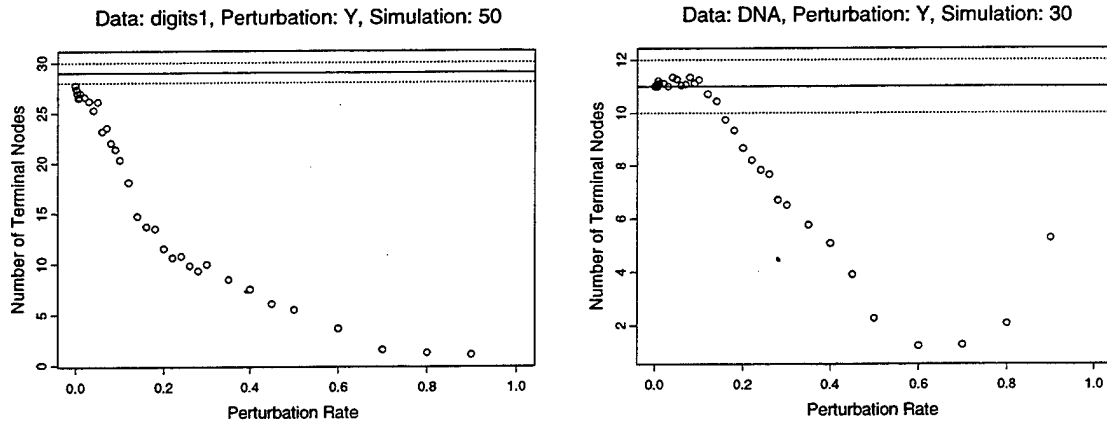 Data: digits1, Perturbation: Y, Simulation: 50
Number of Terminal Nodes
30
25
20
15
10
5
0
0.0 0.2 0.4 0.6 0.8 1.0
Perturbation Rate
Data: DNA, Perturbation: Y, Simulation: 30
Number of Terminal Nodes
12
10
8
6
4
2
0.0 0.2 0.4 0.6 0.8 1.0
Perturbation Rate